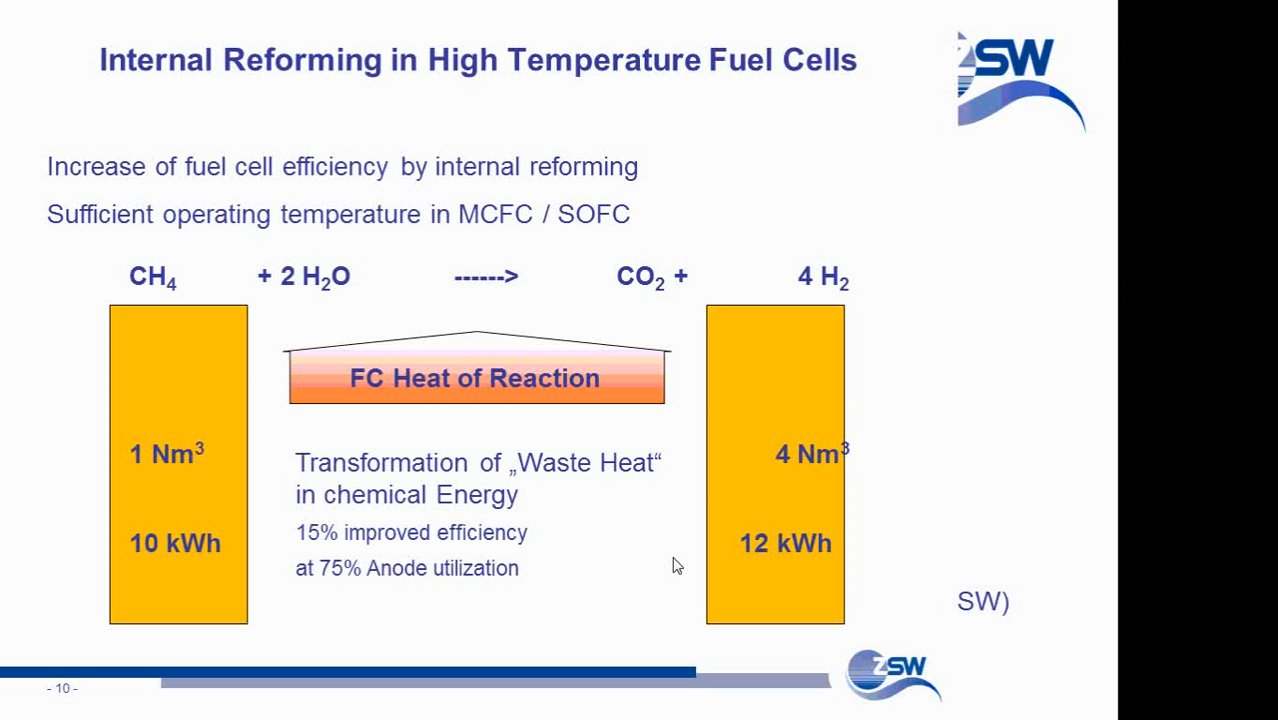 Internal Reforming in High Temperature Fuel Cells
ZSW
Increase of fuel cell efficiency by internal reforming
Sufficient operating temperature in MCFC / SOFC
CH₄ + 2 H₂O ------> CO₂ + 4 H₂
FC Heat of Reaction
1 Nm³
4 Nm³
Transformation of „Waste Heat“
in chemical Energy
15% improved efficiency
10 kWh
12 kWh
at 75% Anode utilization
SW)
ZSW
- 10 -